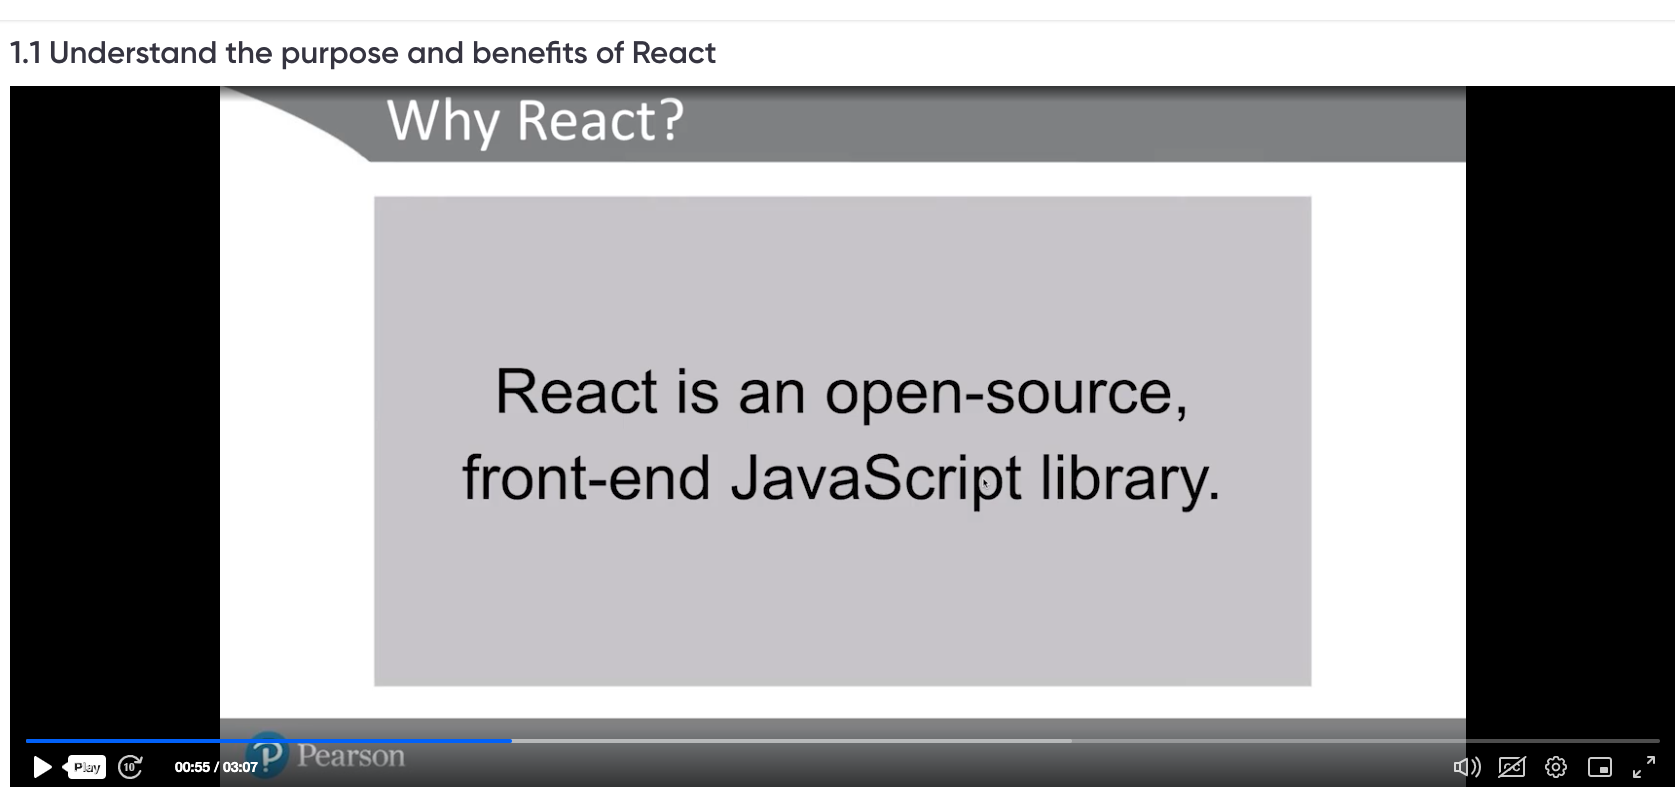 1.1 Understand the purpose and benefits of React
Why React?
React is an open-source,
front-end JavaScript library.
Pearson
Play
10
00:55 / 03:07